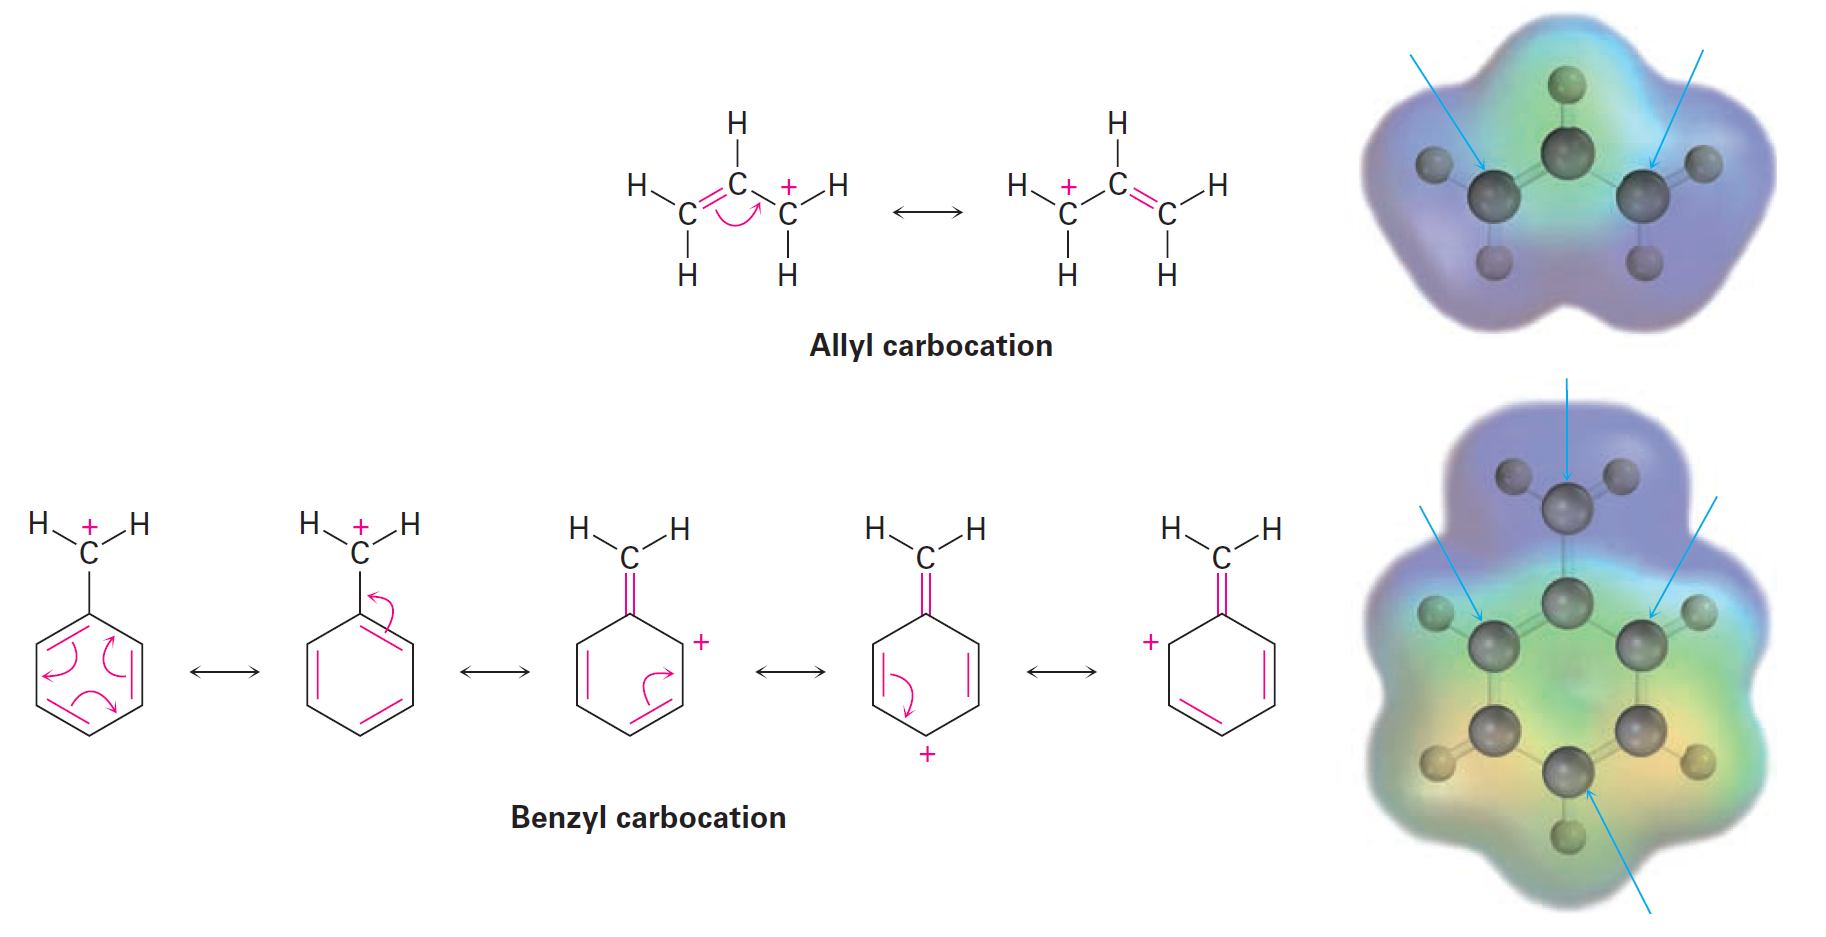 H H
H + H H + H
C C C C
C C
H H H H
Allyl carbocation
H + H H + H H H H H H H
C C C C C
+ +
+
Benzyl carbocation